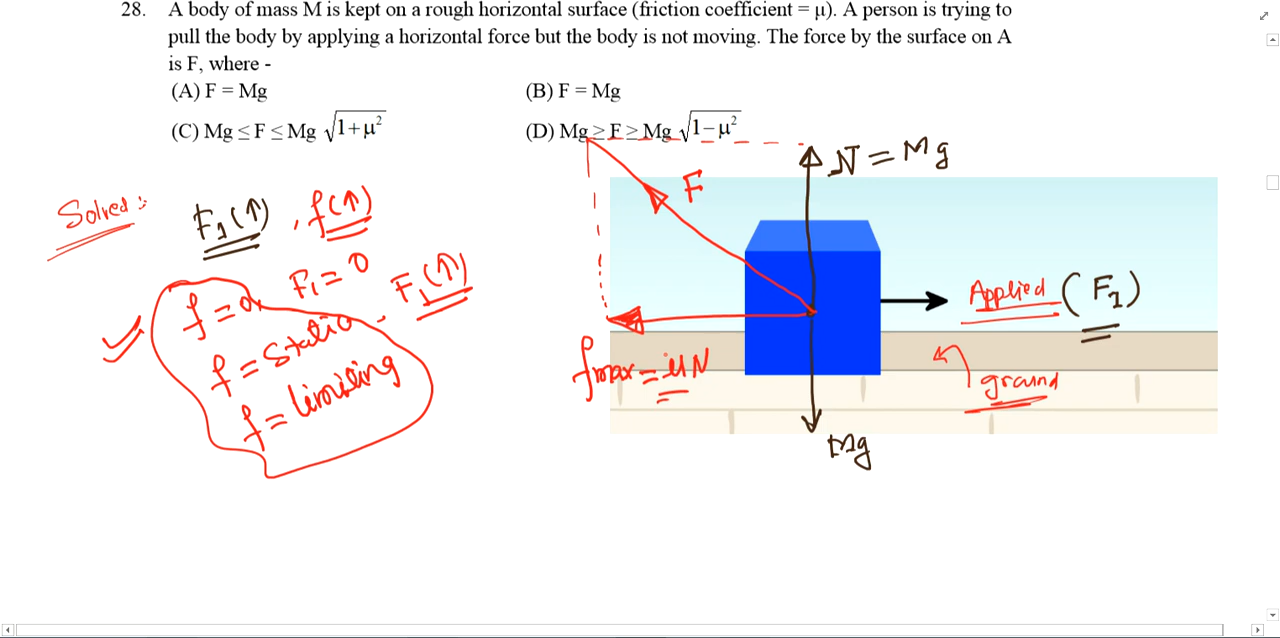 28. A body of mass M is kept on a rough horizontal surface (friction coefficient = μ). A person is trying to
pull the body by applying a horizontal force but the body is not moving. The force by the surface on A
is F, where -
(A) F = Mg (B) F = Mg
(C) Mg ≤ F ≤ Mg √1+μ² (D) Mg ≥ F ≥ Mg √1−μ²
N = Mg
Solved :
F₁(↑) , f(↑)
F
f = 0 F₁ = 0
f = Static - F₁(↑)
f = limiting
Applied (F₁)
fmax = μN
ground
Mg